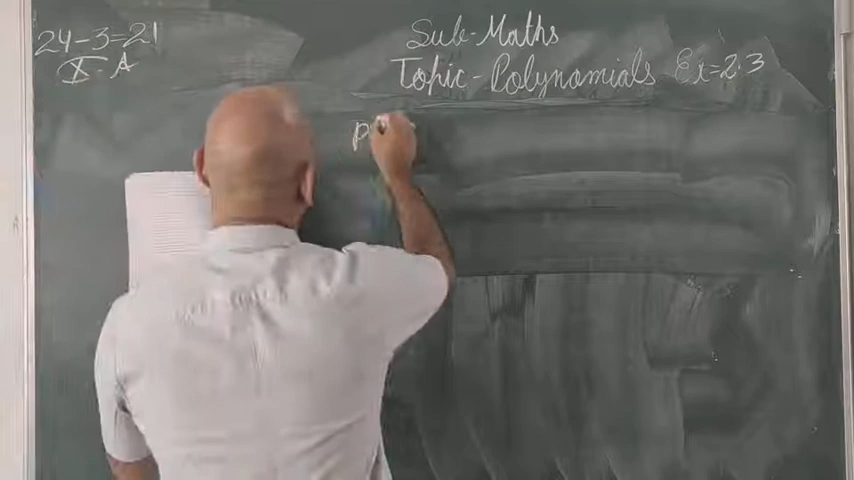 24-3=21
X-A
Sub-Maths
Topic-Polynomials Ex=2.3
p